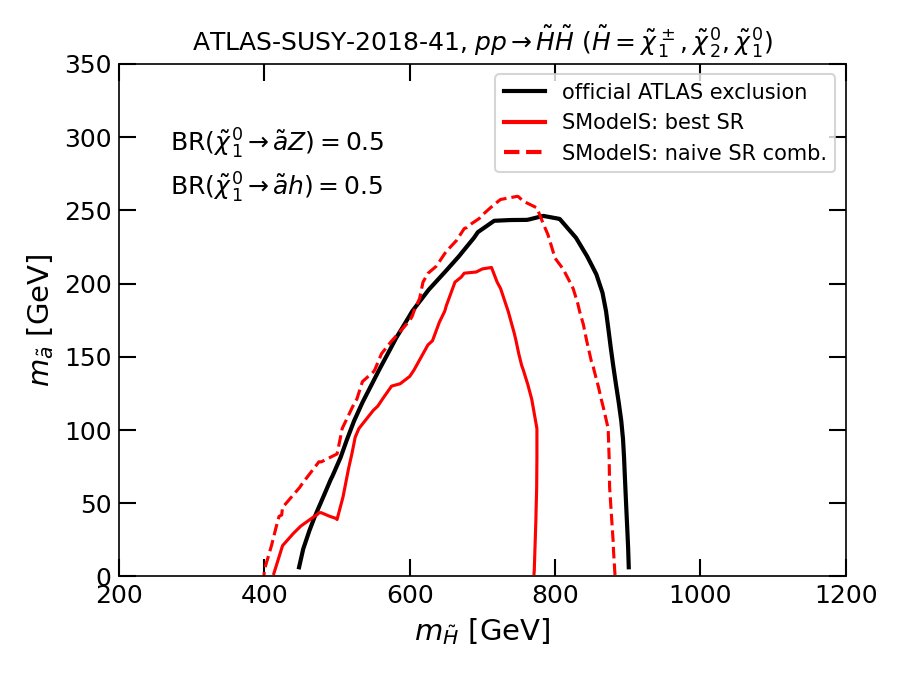 ATLAS-SUSY-2018-41, pp → H̃H̃ (H̃ = χ̃₁±, χ̃₂⁰, χ̃₁⁰)
official ATLAS exclusion
SModelS: best SR
SModelS: naive SR comb.
BR(χ̃₁⁰ → ãZ) = 0.5
BR(χ̃₁⁰ → ãh) = 0.5
350
300
250
200
150
100
50
0
m_ã [GeV]
200 400 600 800 1000 1200
m_H̃ [GeV]